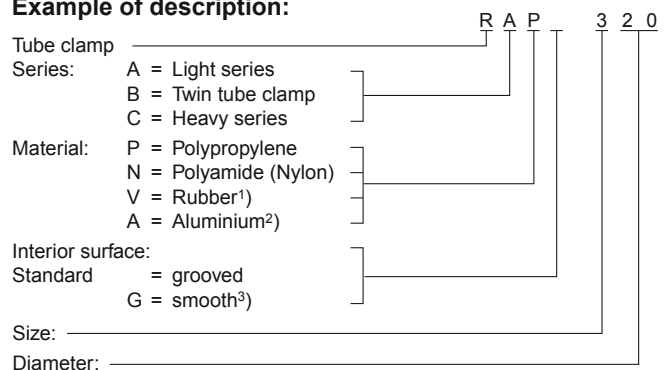 Example of description:
R A P _ 3 2 0
Tube clamp
Series: A = Light series
B = Twin tube clamp
C = Heavy series
Material: P = Polypropylene
N = Polyamide (Nylon)
V = Rubber¹)
A = Aluminium²)
Interior surface:
Standard = grooved
G = smooth³)
Size:
Diameter: